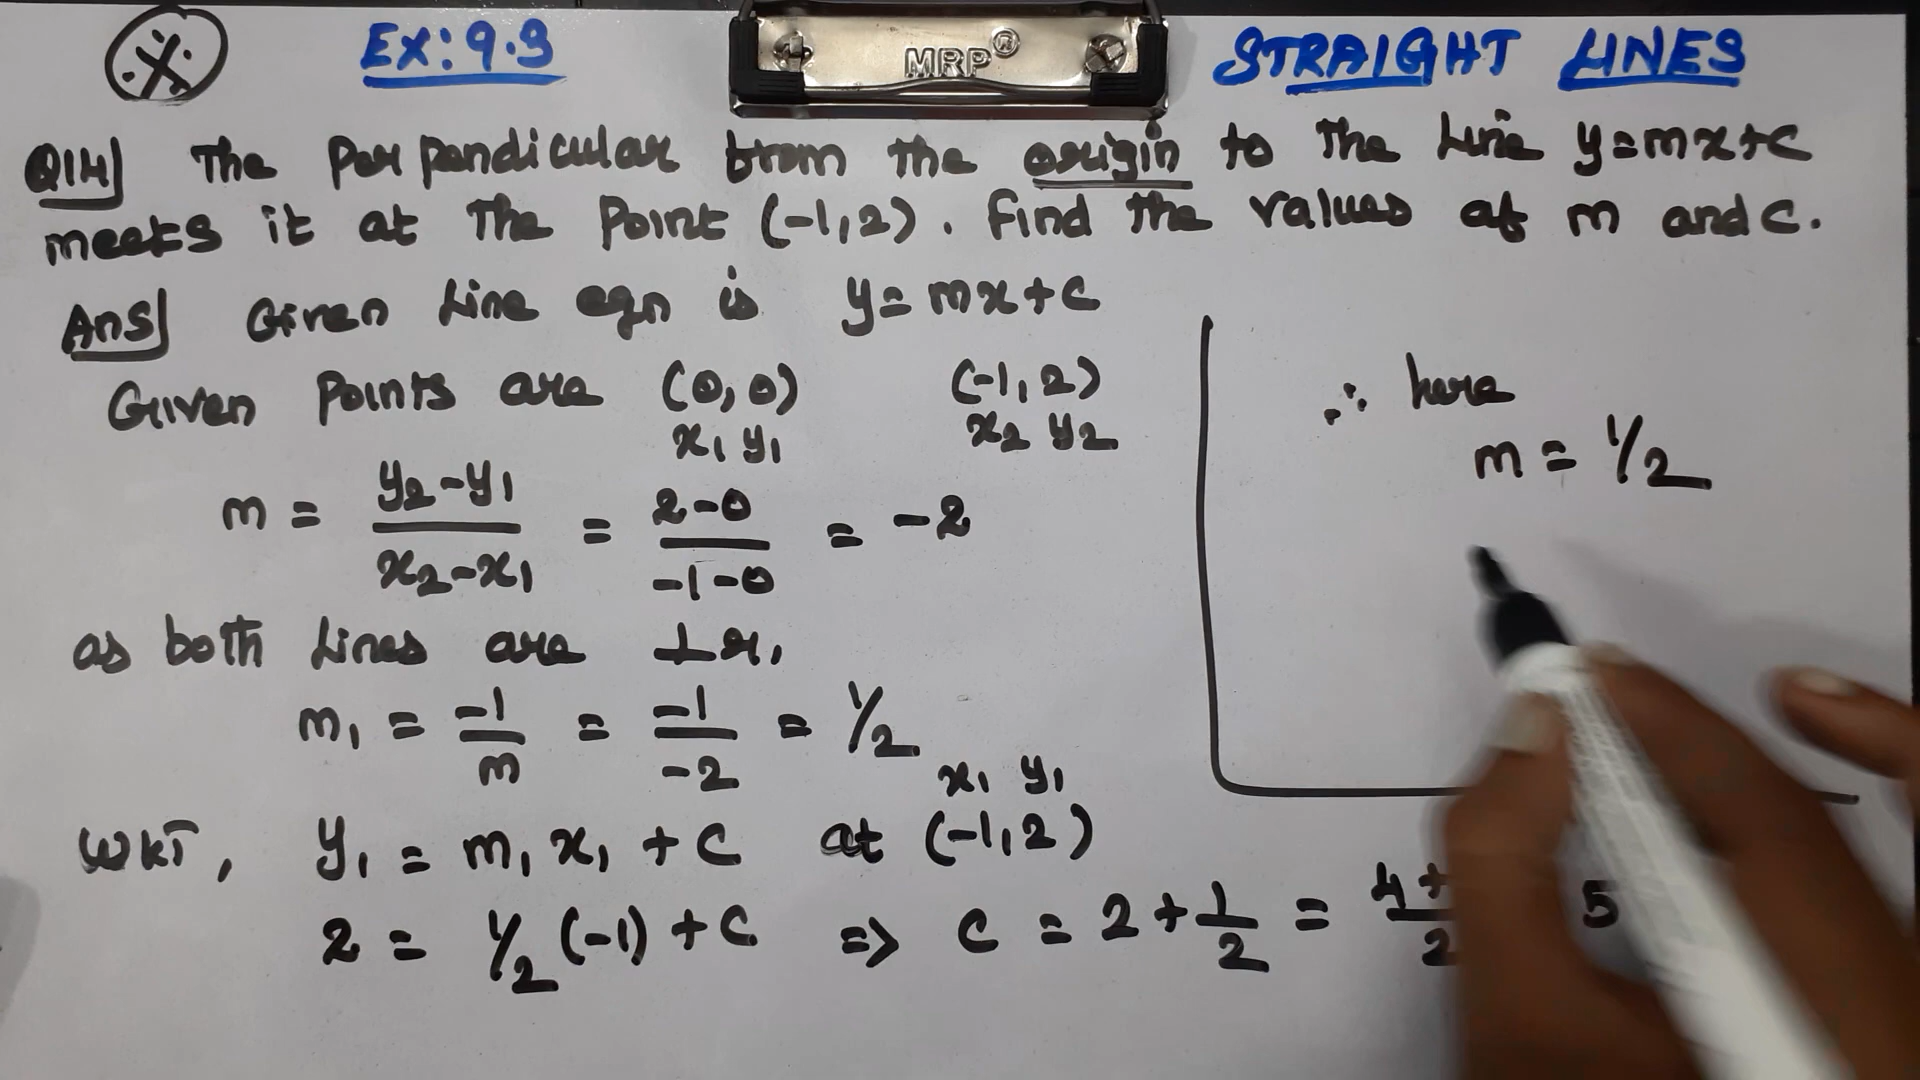 EX: 9.3
MRP®
STRAIGHT LINES
Q14] The Perpendicular from the origin to the line y=mx+c
meets it at the Point (-1,2). Find the values of m and c.
Ans] Given line eqn is y= mx+c
Given Points are (0,0) (-1,2)
x₁ y₁ x₂ y₂
m = y₂-y₁/x₂-x₁ = 2-0/-1-0 = -2
as both lines are ⊥r,
m₁ = -1/m = -1/-2 = 1/2
x₁ y₁
WKT, y₁ = m₁ x₁ + c at (-1,2)
2 = 1/2 (-1) + c => c = 2 + 1/2 = 4+/2 5
∴ here
m = 1/2